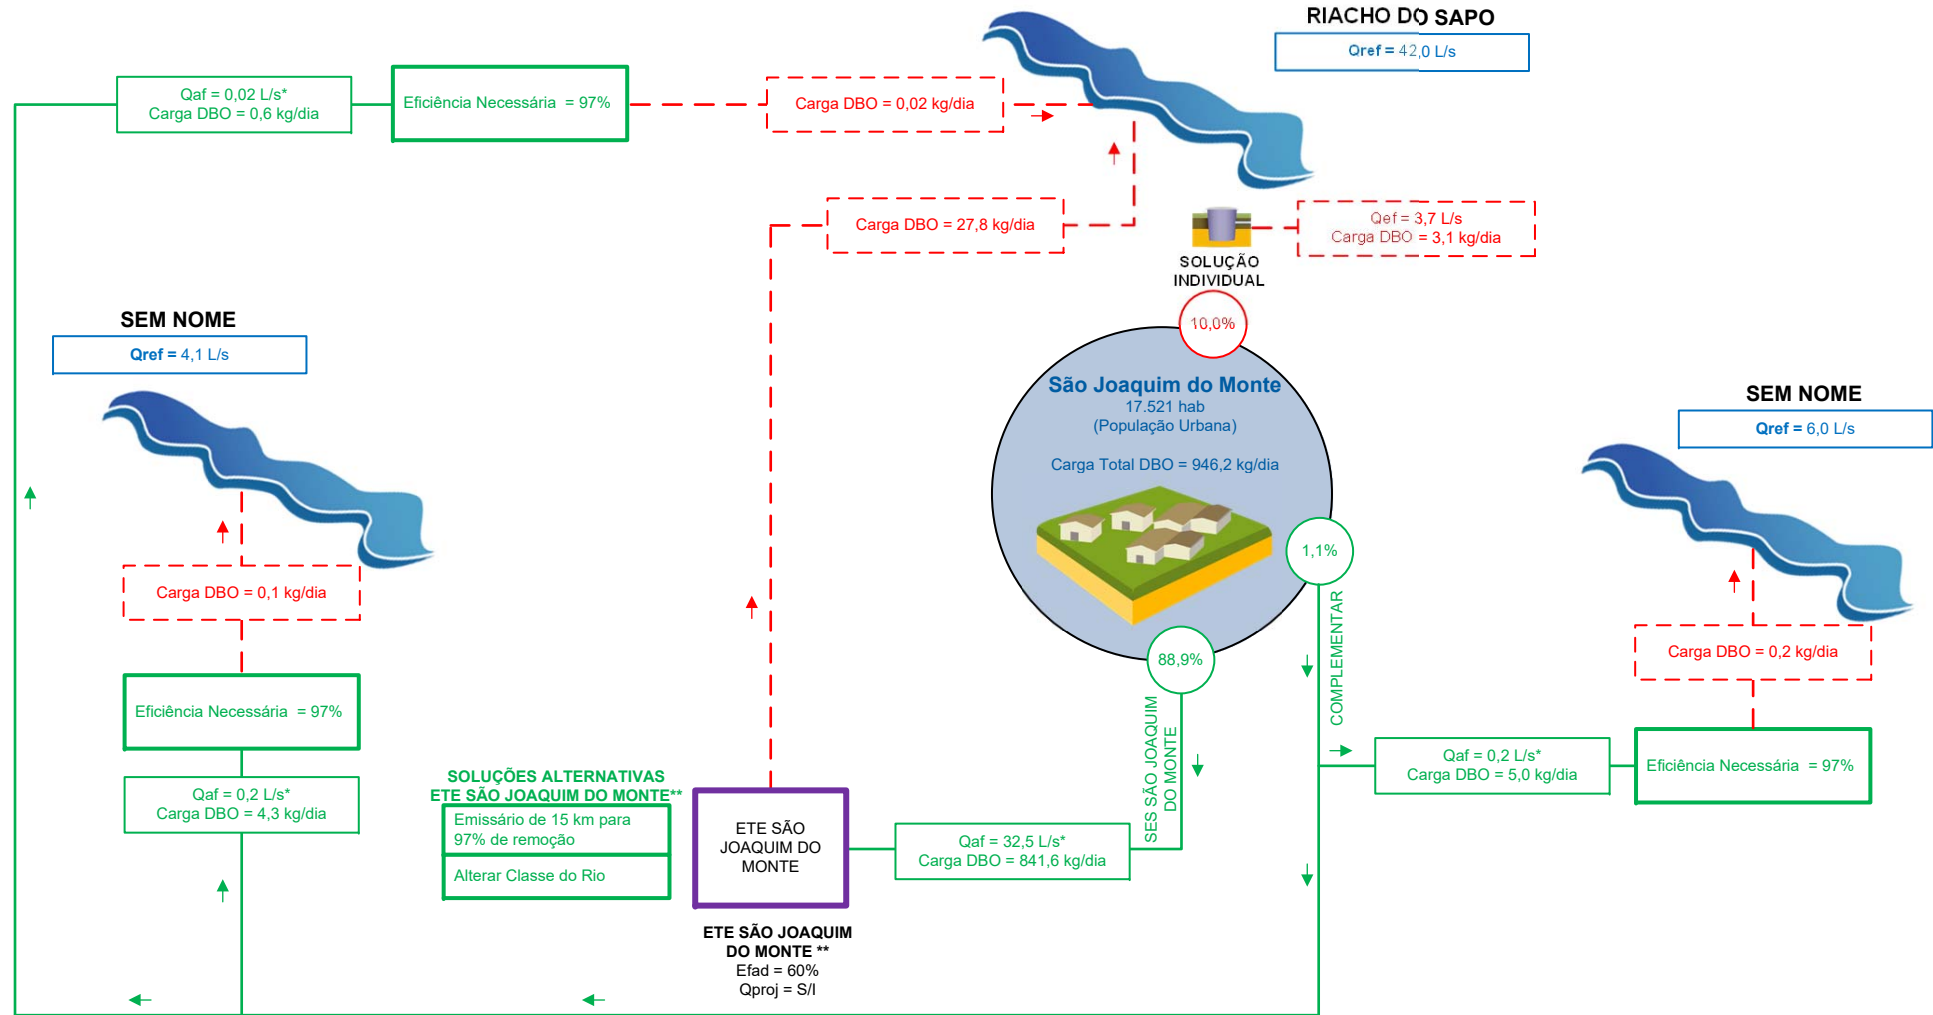 RIACHO DO SAPO
Qref = 42,0 L/s
Qaf = 0,02 L/s*
Carga DBO = 0,6 kg/dia
Eficiência Necessária = 97%
Carga DBO = 0,02 kg/dia
Carga DBO = 27,8 kg/dia
Qef = 3,7 L/s
Carga DBO = 3,1 kg/dia
SOLUÇÃO
INDIVIDUAL
10,0%
SEM NOME
Qref = 4,1 L/s
São Joaquim do Monte
17.521 hab
(População Urbana)
Carga Total DBO = 946,2 kg/dia
SEM NOME
Qref = 6,0 L/s
1,1%
COMPLEMENTAR
88,9%
SES SÃO JOAQUIM
DO MONTE
Carga DBO = 0,1 kg/dia
Eficiência Necessária = 97%
Qaf = 0,2 L/s*
Carga DBO = 4,3 kg/dia
Carga DBO = 0,2 kg/dia
Qaf = 0,2 L/s*
Carga DBO = 5,0 kg/dia
Eficiência Necessária = 97%
SOLUÇÕES ALTERNATIVAS
ETE SÃO JOAQUIM DO MONTE**
Emissário de 15 km para
97% de remoção
Alterar Classe do Rio
ETE SÃO
JOAQUIM DO
MONTE
Qaf = 32,5 L/s*
Carga DBO = 841,6 kg/dia
ETE SÃO JOAQUIM
DO MONTE **
Efad = 60%
Qproj = S/I